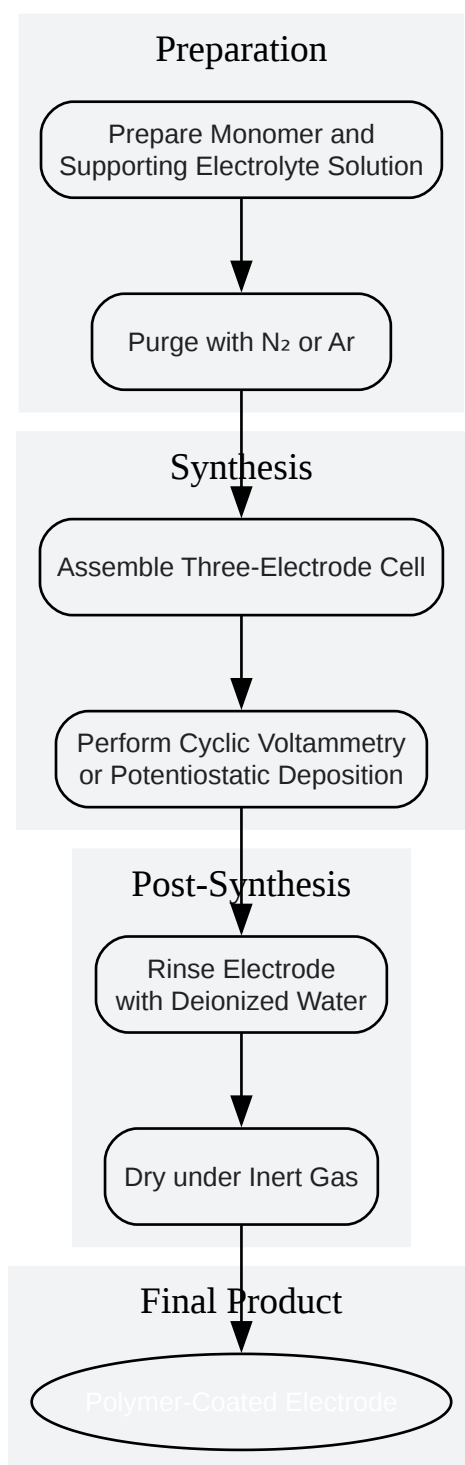 Preparation
Prepare Monomer and
Supporting Electrolyte Solution
Purge with N₂ or Ar
Synthesis
Assemble Three-Electrode Cell
Perform Cyclic Voltammetry
or Potentiostatic Deposition
Post-Synthesis
Rinse Electrode
with Deionized Water
Dry under Inert Gas
Final Product
Polymer-Coated Electrode